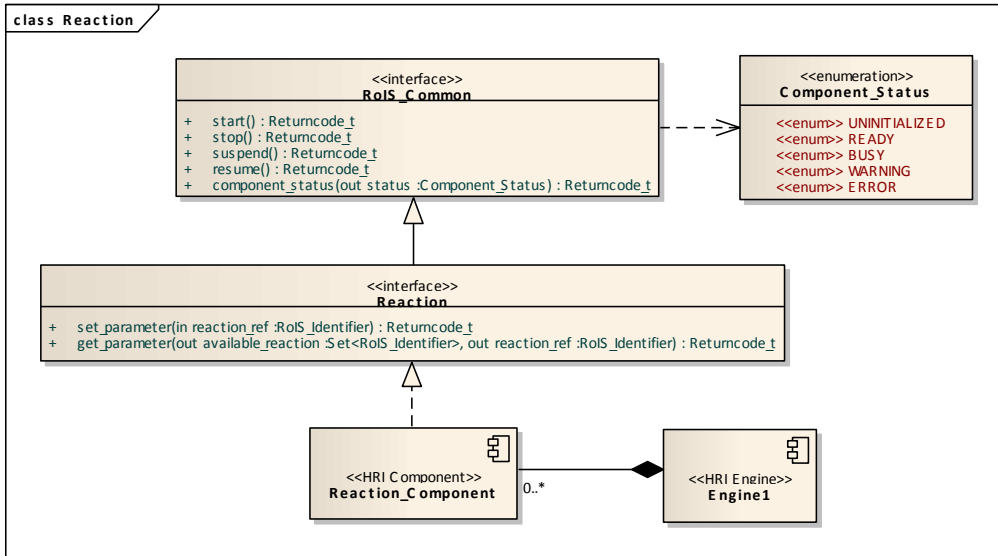 class Reaction
<<interface>>
RoIS_Common
+ start() : Returncode_t
+ stop() : Returncode_t
+ suspend() : Returncode_t
+ resume() : Returncode_t
+ component_status(out status :Component_Status) : Returncode_t
<<enumeration>>
Component_Status
<<enum>> UNINITIALIZED
<<enum>> READY
<<enum>> BUSY
<<enum>> WARNING
<<enum>> ERROR
<<interface>>
Reaction
+ set_parameter(in reaction_ref :RoIS_Identifier) : Returncode_t
+ get_parameter(out available_reaction :Set<RoIS_Identifier>, out reaction_ref :RoIS_Identifier) : Returncode_t
<<HRI Component>>
Reaction_Component
0..*
<<HRI Engine>>
Engine1